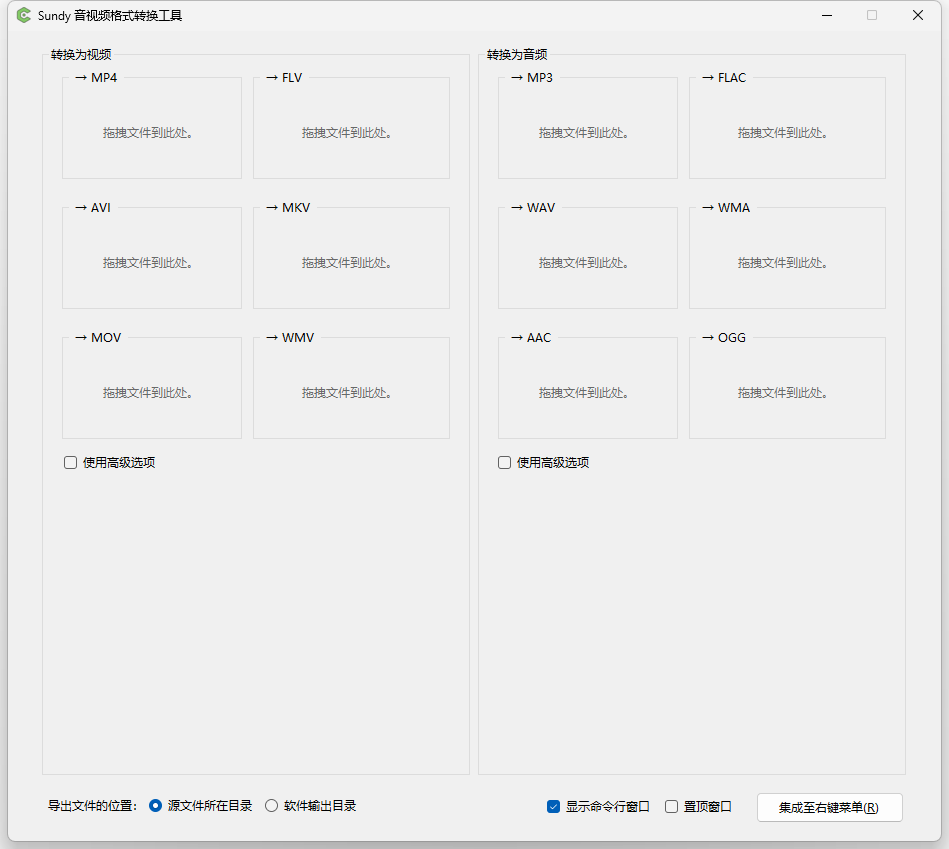 Sundy 音视频格式转换工具
转换为视频
→ MP4
拖拽文件到此处。
→ FLV
拖拽文件到此处。
→ AVI
拖拽文件到此处。
→ MKV
拖拽文件到此处。
→ MOV
拖拽文件到此处。
→ WMV
拖拽文件到此处。
使用高级选项
转换为音频
→ MP3
拖拽文件到此处。
→ FLAC
拖拽文件到此处。
→ WAV
拖拽文件到此处。
→ WMA
拖拽文件到此处。
→ AAC
拖拽文件到此处。
→ OGG
拖拽文件到此处。
使用高级选项
导出文件的位置： 源文件所在目录 软件输出目录
显示命令行窗口 置顶窗口 集成至右键菜单(R)